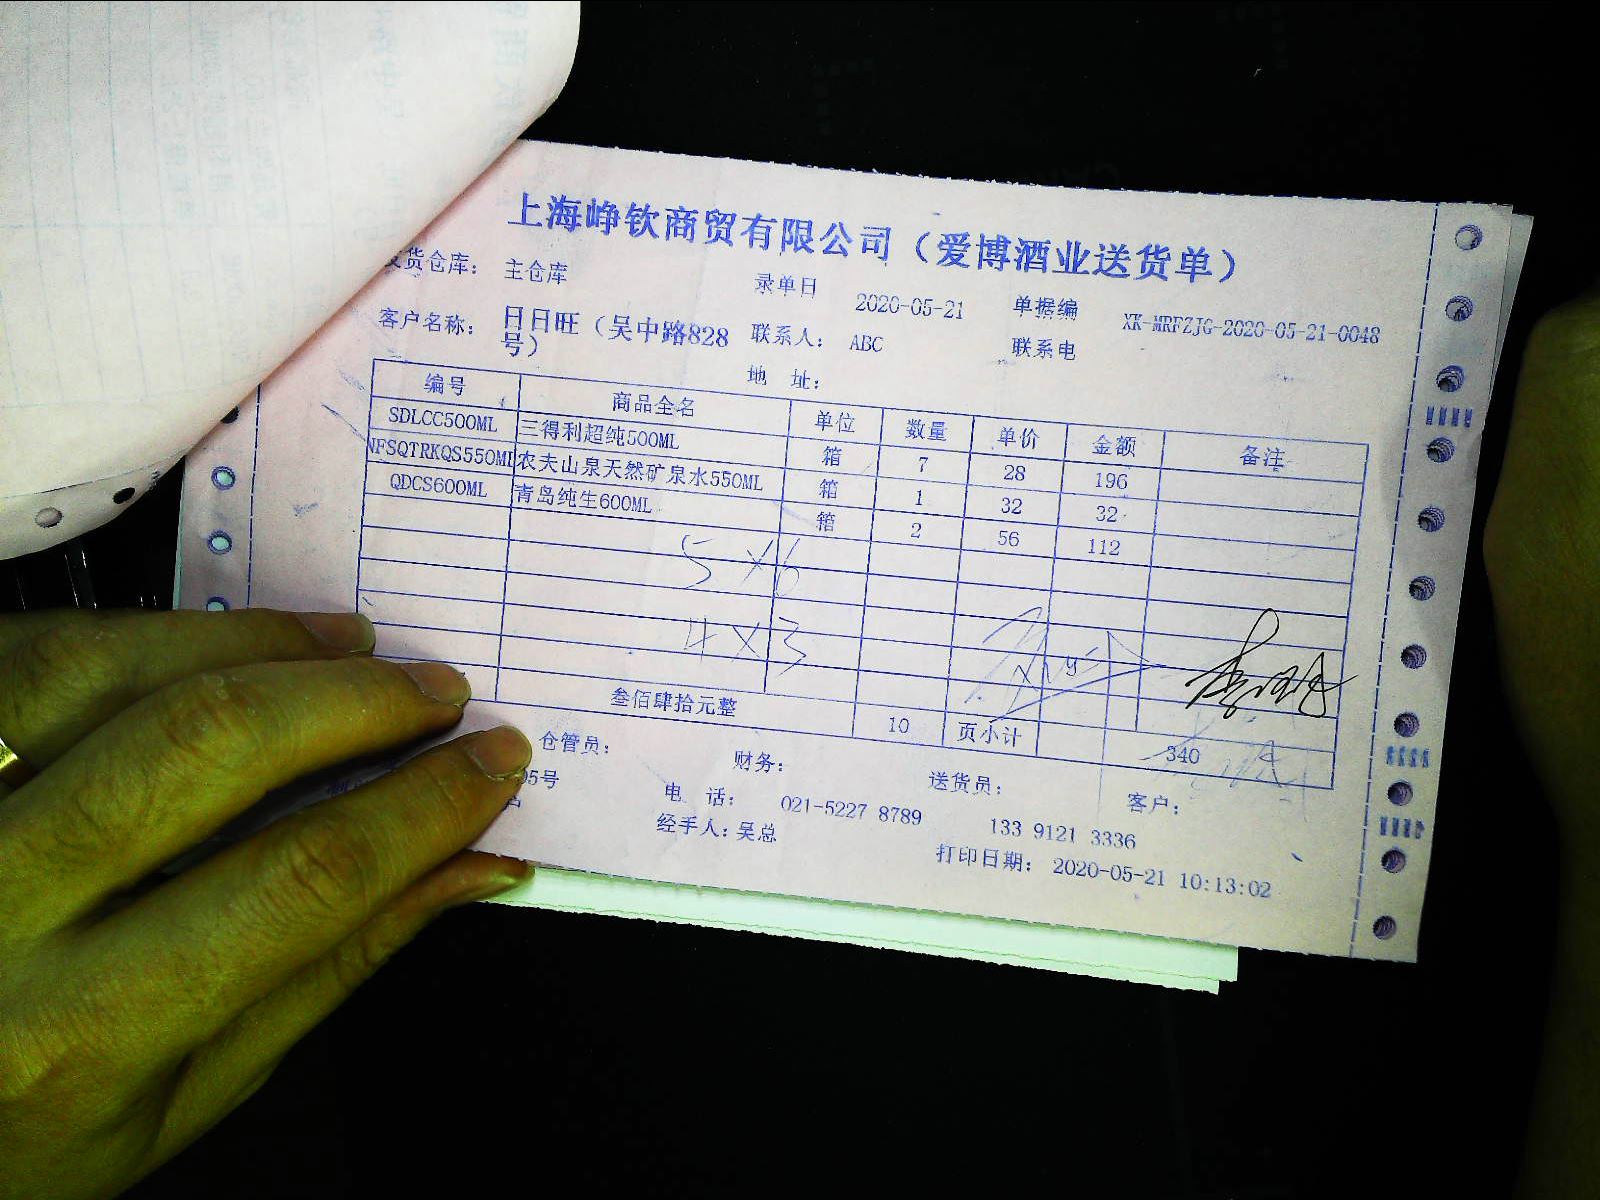 上海峥钦商贸有限公司（爱博酒业送货单）
发货仓库： 主仓库 录单日 2020-05-21 单据编 XK-MRFZJG-2020-05-21-0048
客户名称： 日日旺（吴中路828号） 联系人： ABC 联系电
地 址：
编号 商品全名 单位 数量 单价 金额 备注
SDLCC500ML 三得利超纯500ML 箱 7 28 196
NFSQTRKQS550ML 农夫山泉天然矿泉水550ML 箱 1 32 32
QDCS600ML 青岛纯生600ML 箱 2 56 112
5×6
4×3
叁佰肆拾元整 10 页小计 340
仓管员： 财务： 送货员： 客户：
05号 电 话： 021-5227 8789 133 9121 3336
经手人：吴总 打印日期： 2020-05-21 10:13:02